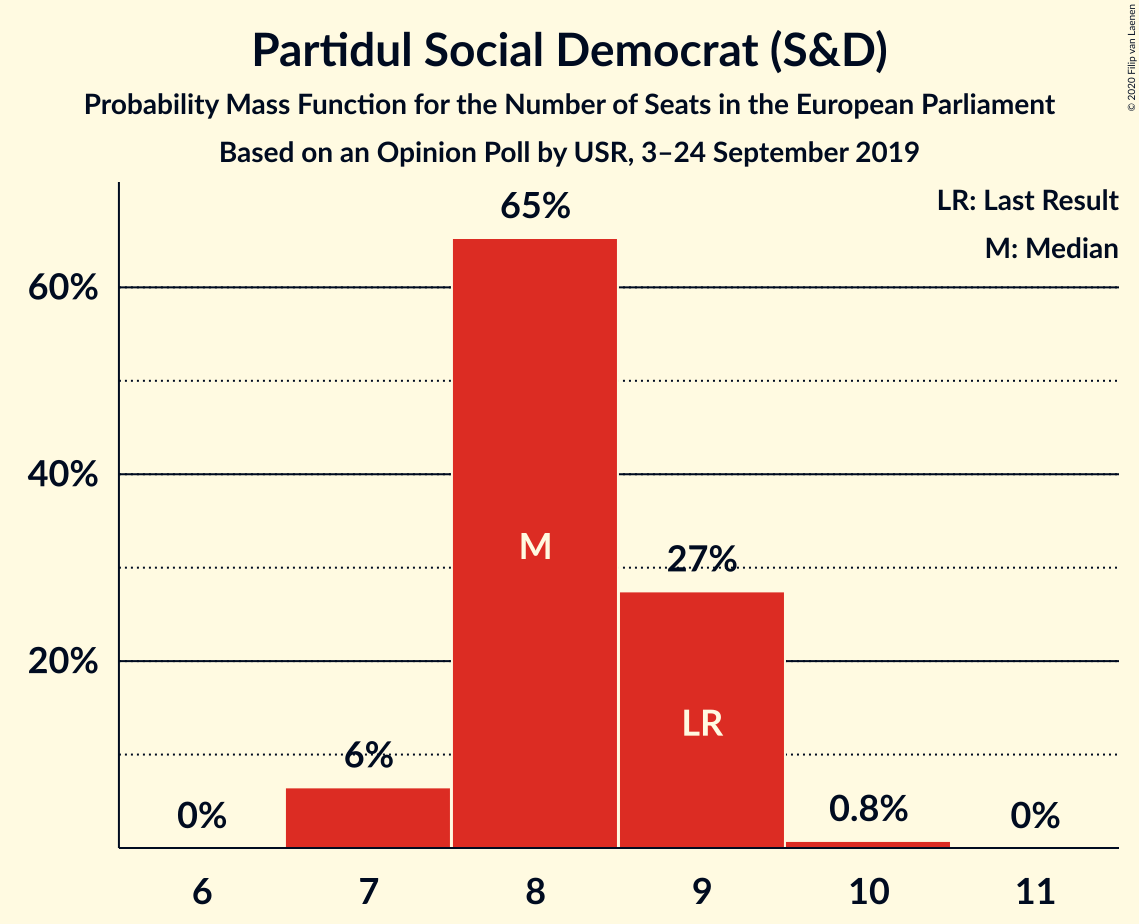 Partidul Social Democrat (S&D)
Probability Mass Function for the Number of Seats in the European Parliament
Based on an Opinion Poll by USR, 3–24 September 2019
© 2020 Filip van Laenen
LR: Last Result
M: Median
65%
60%
40%
M
27%
20%
LR
6%
0%
0.8%
0%
6 7 8 9 10 11